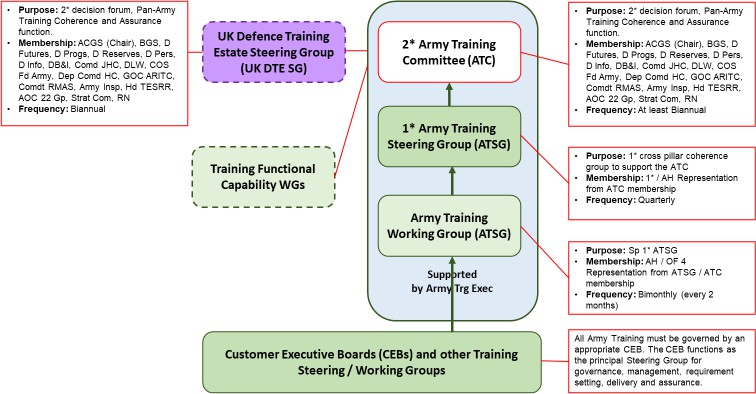 • Purpose: 2* decision forum, Pan-Army
Training Coherence and Assurance
function.
• Membership: ACGS (Chair), BGS, D
Futures, D Progs, D Reserves, D Pers,
D Info, DB&I, Comd JHC, DLW, COS
Fd Army, Dep Comd HC, GOC ARITC,
Comdt RMAS, Army Insp, Hd TESRR,
AOC 22 Gp, Strat Com, RN
• Frequency: Biannual
UK Defence Training
Estate Steering Group
(UK DTE SG)
2* Army Training
Committee (ATC)
• Purpose: 2* decision forum, Pan-Army
Training Coherence and Assurance
function.
• Membership: ACGS (Chair), BGS, D
Futures, D Progs, D Reserves, D Pers,
D Info, DB&I, Comd JHC, DLW, COS
Fd Army, Dep Comd HC, GOC ARITC,
Comdt RMAS, Army Insp, Hd TESRR,
AOC 22 Gp, Strat Com, RN
• Frequency: At least Biannual
1* Army Training
Steering Group (ATSG)
• Purpose: 1* cross pillar coherence
group to support the ATC
• Membership: 1* / AH Representation
from ATC membership
• Frequency: Quarterly
Training Functional
Capability WGs
Army Training
Working Group (ATSG)
• Purpose: Sp 1* ATSG
• Membership: AH / OF 4
Representation from ATSG / ATC
membership
• Frequency: Bimonthly (every 2
months)
Supported
by Army Trg Exec
Customer Executive Boards (CEBs) and other Training
Steering / Working Groups
All Army Training must be governed by an
appropriate CEB. The CEB functions as
the principal Steering Group for
governance, management, requirement
setting, delivery and assurance.